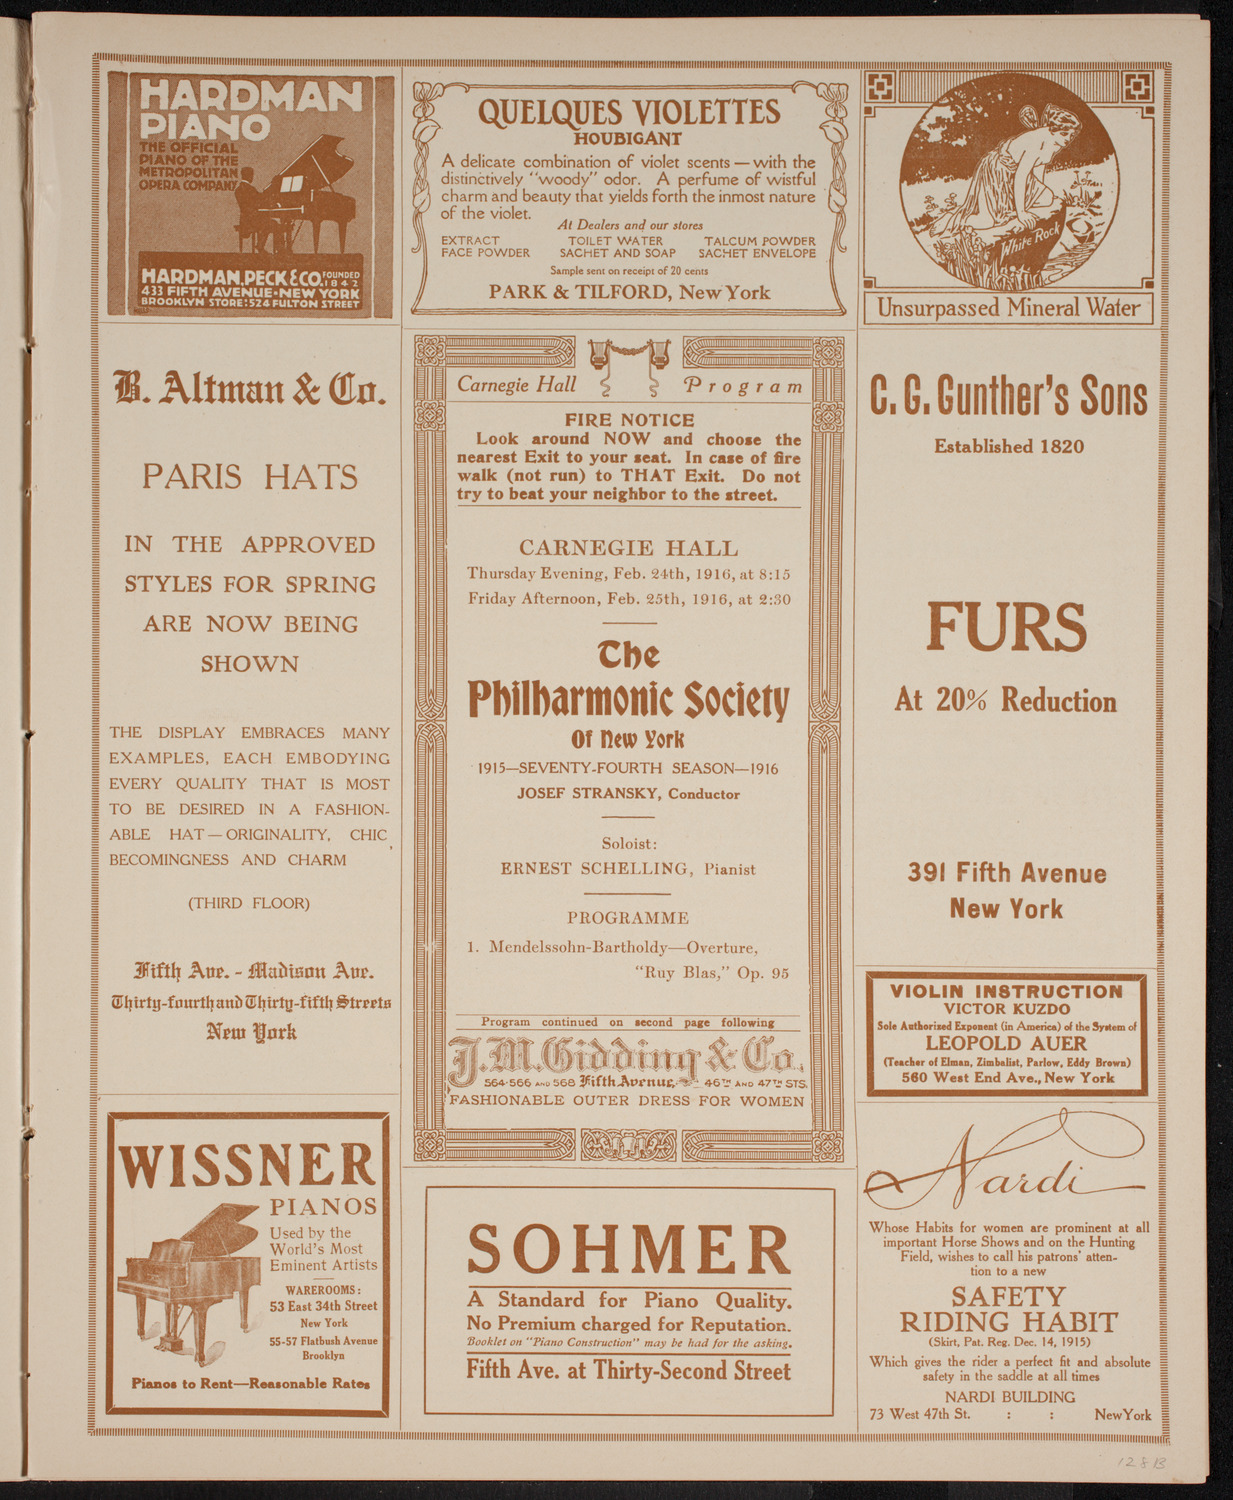 HARDMAN
PIANO
THE OFFICIAL
PIANO OF THE
METROPOLITAN
OPERA COMPANY
HARDMAN, PECK & CO. FOUNDED 1842
433 FIFTH AVENUE-NEW YORK
BROOKLYN STORE: 524 FULTON STREET
QUELQUES VIOLETTES
HOUBIGANT
A delicate combination of violet scents — with the
distinctively "woody" odor. A perfume of wistful
charm and beauty that yields forth the inmost nature
of the violet.
At Dealers and our stores
EXTRACT TOILET WATER TALCUM POWDER
FACE POWDER SACHET AND SOAP SACHET ENVELOPE
Sample sent on receipt of 20 cents
PARK & TILFORD, New York
White Rock
Unsurpassed Mineral Water
B. Altman & Co.
PARIS HATS
IN THE APPROVED
STYLES FOR SPRING
ARE NOW BEING
SHOWN
THE DISPLAY EMBRACES MANY
EXAMPLES, EACH EMBODYING
EVERY QUALITY THAT IS MOST
TO BE DESIRED IN A FASHION-
ABLE HAT — ORIGINALITY, CHIC,
BECOMINGNESS AND CHARM
(THIRD FLOOR)
Fifth Ave. - Madison Ave.
Thirty-fourth and Thirty-fifth Streets
New York
WISSNER
PIANOS
Used by the
World's Most
Eminent Artists
WAREROOMS:
53 East 34th Street
New York
55-57 Flatbush Avenue
Brooklyn
Pianos to Rent—Reasonable Rates
Carnegie Hall Program
FIRE NOTICE
Look around NOW and choose the
nearest Exit to your seat. In case of fire
walk (not run) to THAT Exit. Do not
try to beat your neighbor to the street.
CARNEGIE HALL
Thursday Evening, Feb. 24th, 1916, at 8:15
Friday Afternoon, Feb. 25th, 1916, at 2:30
The
Philharmonic Society
Of New York
1915—SEVENTY-FOURTH SEASON—1916
JOSEF STRANSKY, Conductor
Soloist:
ERNEST SCHELLING, Pianist
PROGRAMME
1. Mendelssohn-Bartholdy—Overture,
"Ruy Blas," Op. 95
Program continued on second page following
J.M. Gidding & Co.
564-566 AND 568 Fifth Avenue, 46TH AND 47TH STS.
FASHIONABLE OUTER DRESS FOR WOMEN
SOHMER
A Standard for Piano Quality.
No Premium charged for Reputation.
Booklet on "Piano Construction" may be had for the asking.
Fifth Ave. at Thirty-Second Street
C. G. Gunther's Sons
Established 1820
FURS
At 20% Reduction
391 Fifth Avenue
New York
VIOLIN INSTRUCTION
VICTOR KUZDO
Sole Authorized Exponent (in America) of the System of
LEOPOLD AUER
(Teacher of Elman, Zimbalist, Parlow, Eddy Brown)
560 West End Ave., New York
Nardi
Whose Habits for women are prominent at all
important Horse Shows and on the Hunting
Field, wishes to call his patrons' atten-
tion to a new
SAFETY
RIDING HABIT
(Skirt, Pat. Reg. Dec. 14, 1915)
Which gives the rider a perfect fit and absolute
safety in the saddle at all times
NARDI BUILDING
73 West 47th St. : : New York
128B